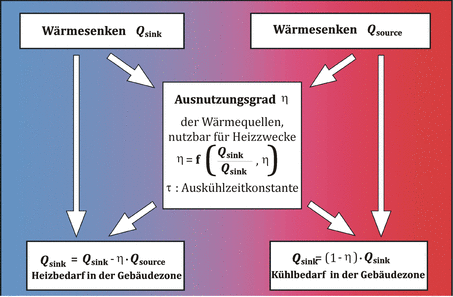 Wärmesenken Qsink
Wärmesenken Qsource
Ausnutzungsgrad η
der Wärmequellen,
nutzbar für Heizzwecke
η = f ( Qsink / Qsink , η )
τ : Auskühlzeitkonstante
Qsink = Qsink - η · Qsource
Heizbedarf in der Gebäudezone
Qsink = (1 - η) · Qsink
Kühlbedarf in der Gebäudezone